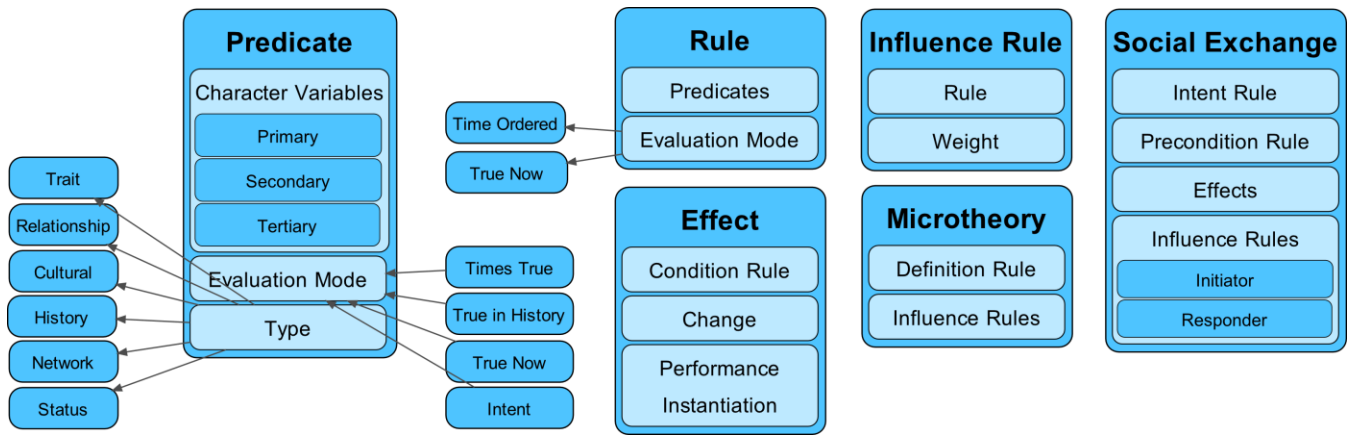 Predicate
Character Variables
Primary
Secondary
Tertiary
Evaluation Mode
Type
Trait
Relationship
Cultural
History
Network
Status
Times True
True in History
True Now
Intent
Rule
Predicates
Evaluation Mode
Time Ordered
True Now
Effect
Condition Rule
Change
Performance
Instantiation
Influence Rule
Rule
Weight
Microtheory
Definition Rule
Influence Rules
Social Exchange
Intent Rule
Precondition Rule
Effects
Influence Rules
Initiator
Responder